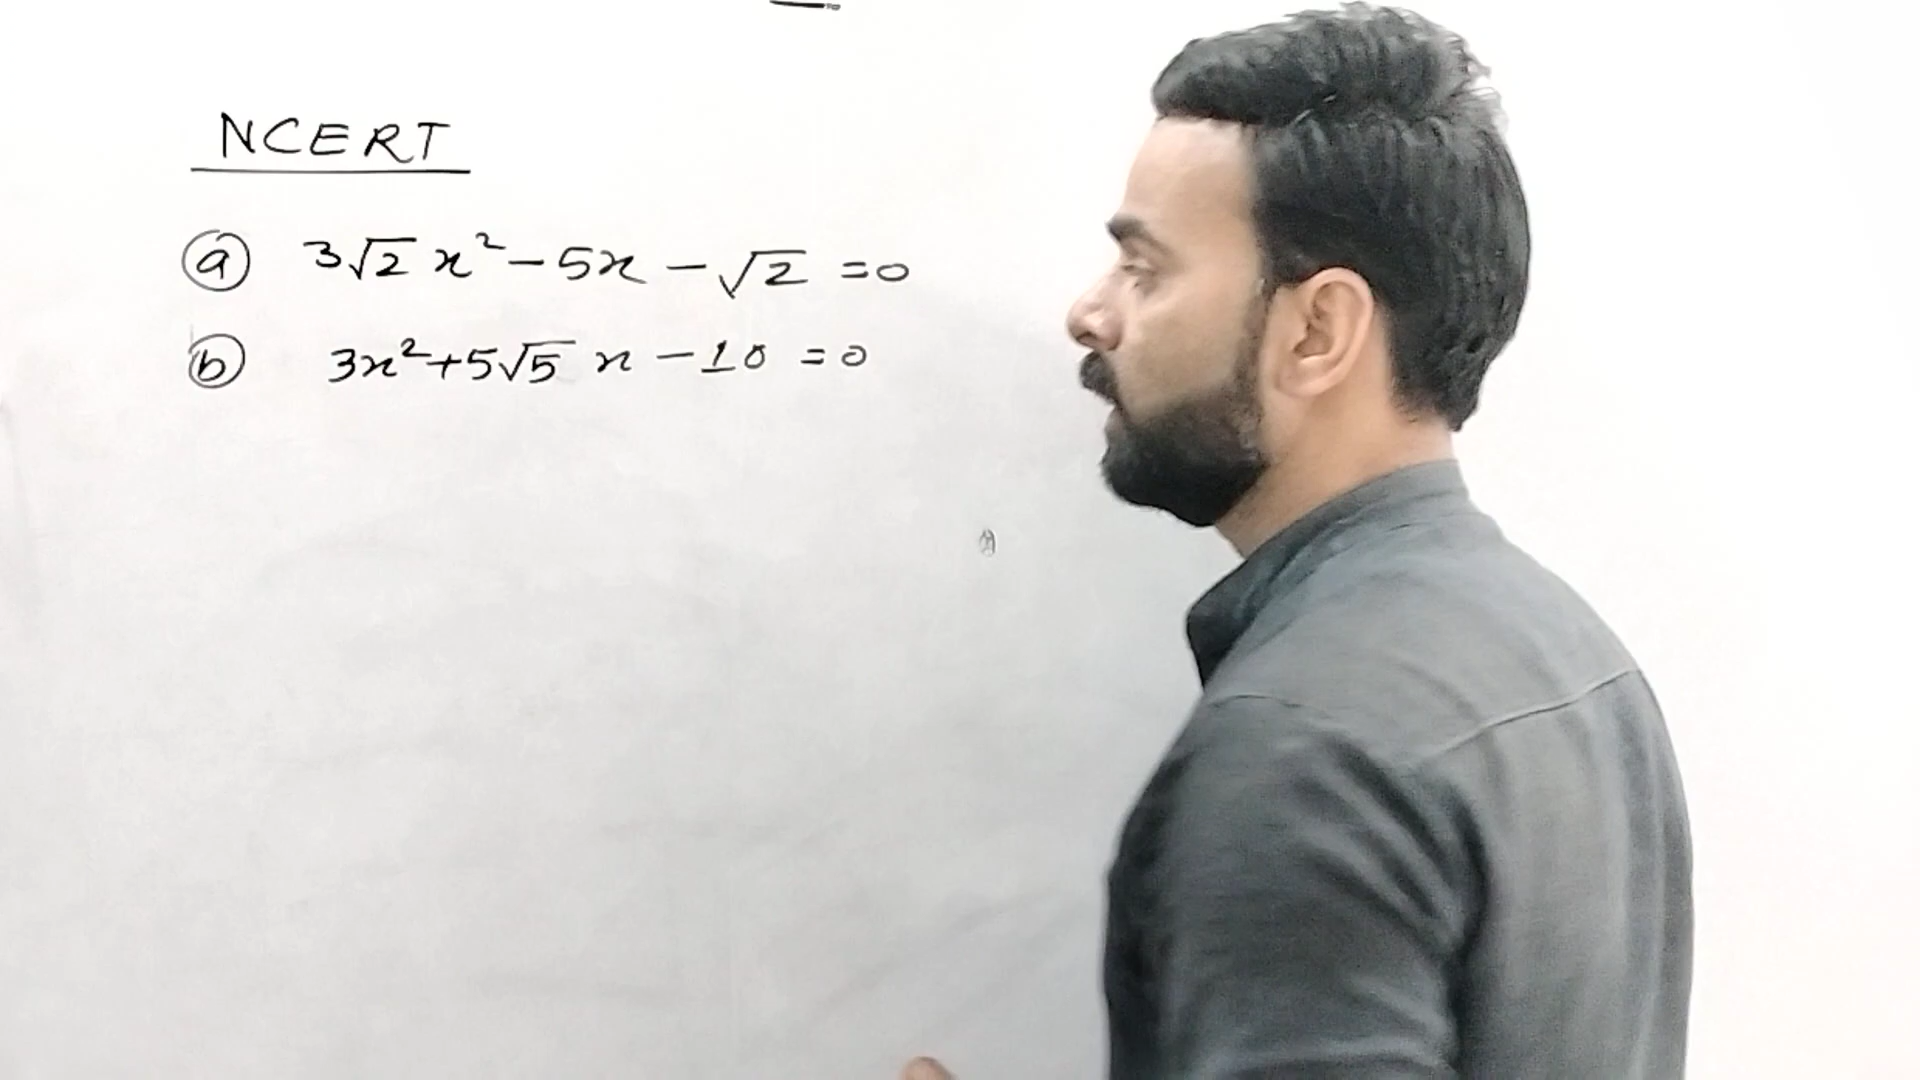 NCERT
ⓐ 3√2 x² - 5x - √2 = 0
ⓑ 3x² + 5√5 x - 10 = 0